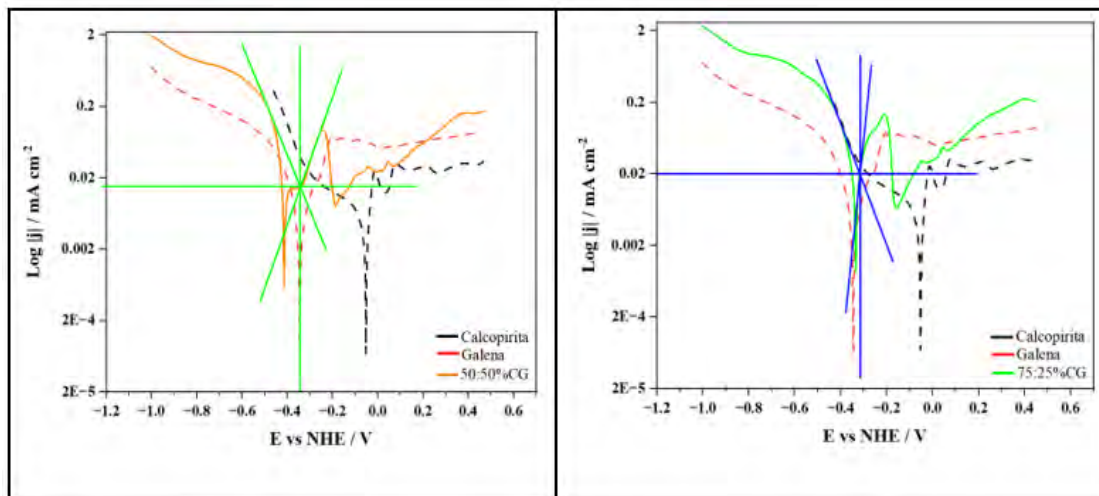 2
0.2
0.02
0.002
2E−4
2E−5
Log |j| / mA cm⁻²
Calcopirita
Galena
50:50%CG
−1.2 −1.0 −0.8 −0.6 −0.4 −0.2 0.0 0.2 0.4 0.6
E vs NHE / V
2
0.2
0.02
0.002
2E−4
2E−5
Log |j| / mA cm⁻²
Calcopirita
Galena
75:25%CG
−1.2 −1.0 −0.8 −0.6 −0.4 −0.2 0.0 0.2 0.4 0.6
E vs NHE / V